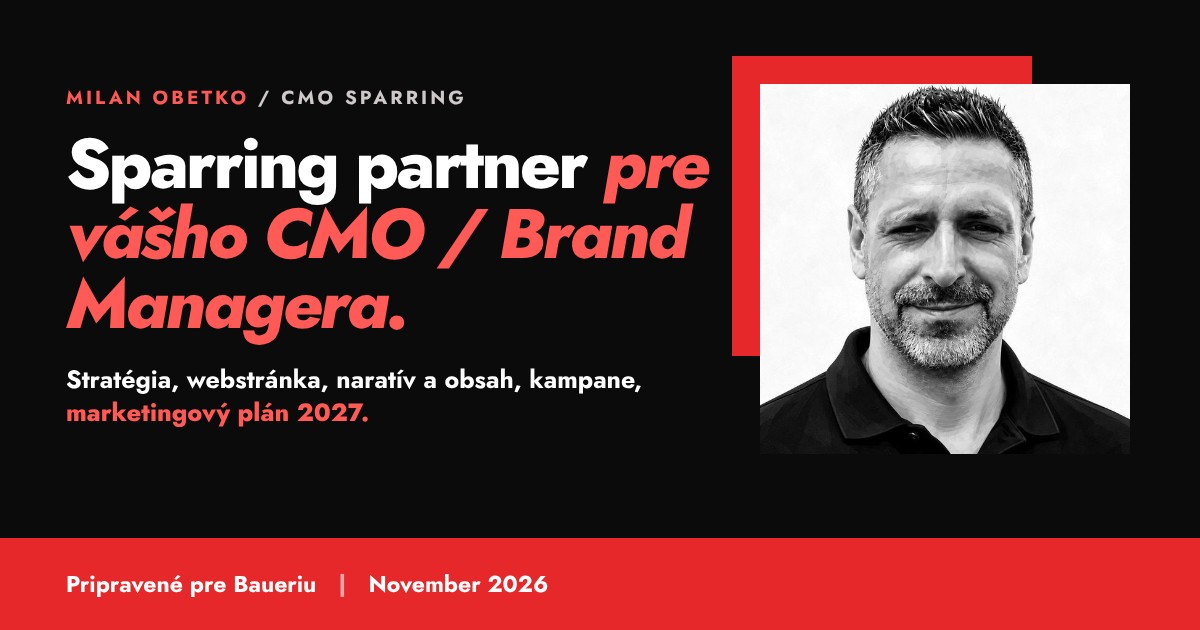 MILAN OBETKO / CMO SPARRING
Sparring partner pre
vášho CMO / Brand
Managera.
Stratégia, webstránka, naratív a obsah, kampane,
marketingový plán 2027.
Pripravené pre Baueriu | November 2026